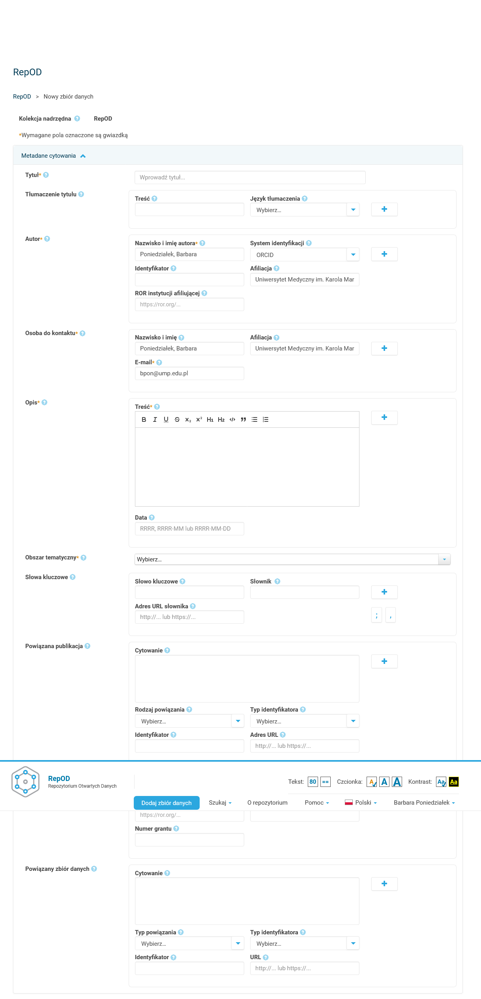 RepOD
RepOD > Nowy zbiór danych
Kolekcja nadrzędna RepOD
*Wymagane pola oznaczone są gwiazdką
Metadane cytowania
Tytuł*
Wprowadź tytuł...
Tłumaczenie tytułu
Treść Język tłumaczenia
Wybierz...
Autor*
Nazwisko i imię autora* System identyfikacji
Poniedziałek, Barbara ORCID
Identyfikator Afiliacja
Uniwersytet Medyczny im. Karola Mar
ROR instytucji afiliującej
https://ror.org/...
Osoba do kontaktu*
Nazwisko i imię Afiliacja
Poniedziałek, Barbara Uniwersytet Medyczny im. Karola Mar
E-mail*
bpon@ump.edu.pl
Opis*
Treść*
B I U S x2 x2 H1 H2
Data
RRRR, RRRR-MM lub RRRR-MM-DD
Obszar tematyczny*
Wybierz...
Słowa kluczowe
Słowo kluczowe Słownik
Adres URL słownika
http://... lub https://... ; ,
Powiązana publikacja
Cytowanie
Rodzaj powiązania Typ identyfikatora
Wybierz... Wybierz...
Identyfikator Adres URL
http://... lub https://...
RepOD
Repozytorium Otwartych Danych
Tekst: 80 == Czcionka: A A A Kontrast: Aa Aa
Dodaj zbiór danych Szukaj O repozytorium Pomoc Polski Barbara Poniedziałek
https://ror.org/...
Numer grantu
Powiązany zbiór danych
Cytowanie
Typ powiązania Typ identyfikatora
Wybierz... Wybierz...
Identyfikator URL
http://... lub https://...